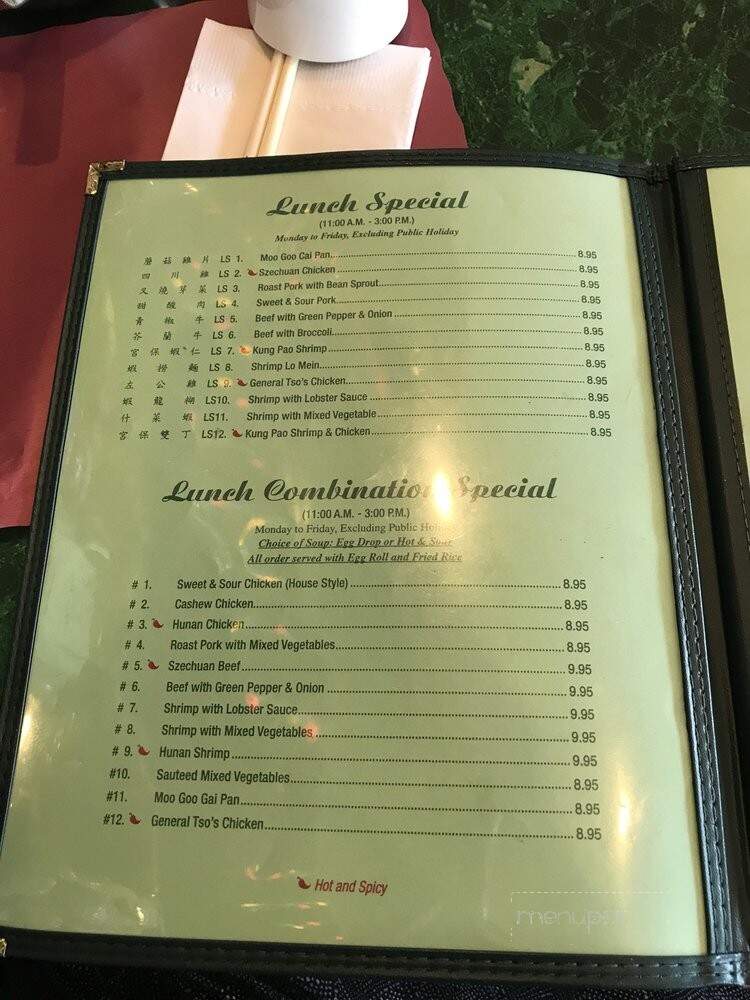 Lunch Special
(11:00 A.M. - 3:00 P.M.)
Monday to Friday, Excluding Public Holiday
蘑 菇 雞 片 LS 1. Moo Goo Cai Pan 8.95
四 川 雞 LS 2. Szechuan Chicken 8.95
叉 燒 芽 菜 LS 3. Roast Pork with Bean Sprout 8.95
甜 酸 肉 LS 4. Sweet & Sour Pork 8.95
青 椒 牛 LS 5. Beef with Green Pepper & Onion 8.95
芥 蘭 牛 LS 6. Beef with Broccoli 8.95
宮 保 蝦 仁 LS 7. Kung Pao Shrimp 8.95
蝦 撈 麵 LS 8. Shrimp Lo Mein 8.95
左 公 雞 LS 9. General Tso's Chicken 8.95
蝦 龍 糊 LS10. Shrimp with Lobster Sauce 8.95
什 菜 蝦 LS11. Shrimp with Mixed Vegetable 8.95
宮 保 雙 丁 LS12. Kung Pao Shrimp & Chicken 8.95
Lunch Combination Special
(11:00 A.M. - 3:00 P.M.)
Monday to Friday, Excluding Public Holiday
Choice of Soup: Egg Drop or Hot & Sour
All order served with Egg Roll and Fried Rice
# 1. Sweet & Sour Chicken (House Style) 8.95
# 2. Cashew Chicken 8.95
# 3. Hunan Chicken 8.95
# 4. Roast Pork with Mixed Vegetables 8.95
# 5. Szechuan Beef 9.95
# 6. Beef with Green Pepper & Onion 9.95
# 7. Shrimp with Lobster Sauce 9.95
# 8. Shrimp with Mixed Vegetables 9.95
# 9. Hunan Shrimp 9.95
#10. Sauteed Mixed Vegetables 8.95
#11. Moo Goo Gai Pan 8.95
#12. General Tso's Chicken 8.95
Hot and Spicy